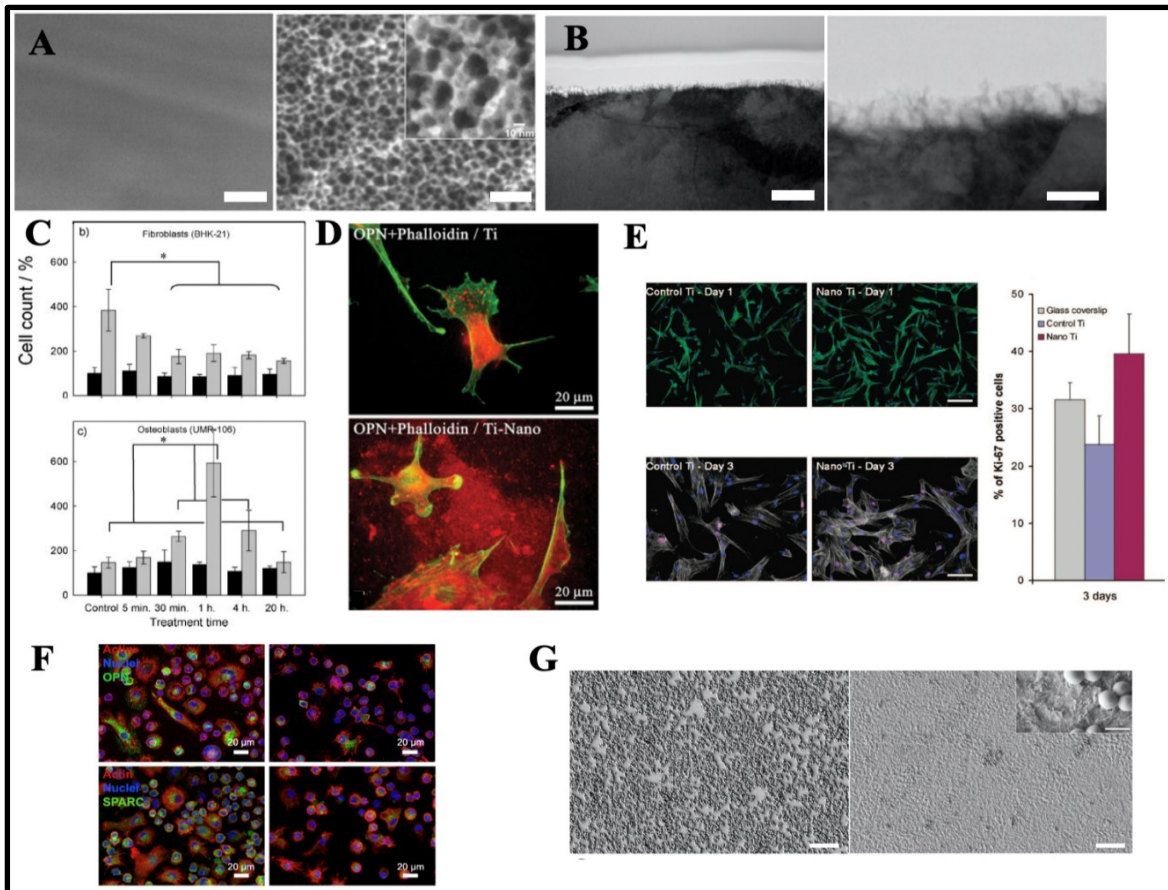 A
10 nm
B
C
b) Fibroblasts (BHK-21)
*
600
400
200
0
Cell count / %
c) Osteoblasts (UMR-106)
*
600
400
200
0
Control 5 min. 30 min. 1 h. 4 h. 20 h.
Treatment time
D
OPN+Phalloidin / Ti
20 µm
OPN+Phalloidin / Ti-Nano
20 µm
E
Control Ti - Day 1
Nano Ti - Day 1
Control Ti - Day 3
Nano Ti - Day 3
50
40
30
20
10
0
% of Ki-67 positive cells
Glass coverslip
Control Ti
Nano Ti
3 days
F
Actin
Nuclei
OPN
20 µm
20 µm
Actin
Nuclei
SPARC
20 µm
20 µm
G